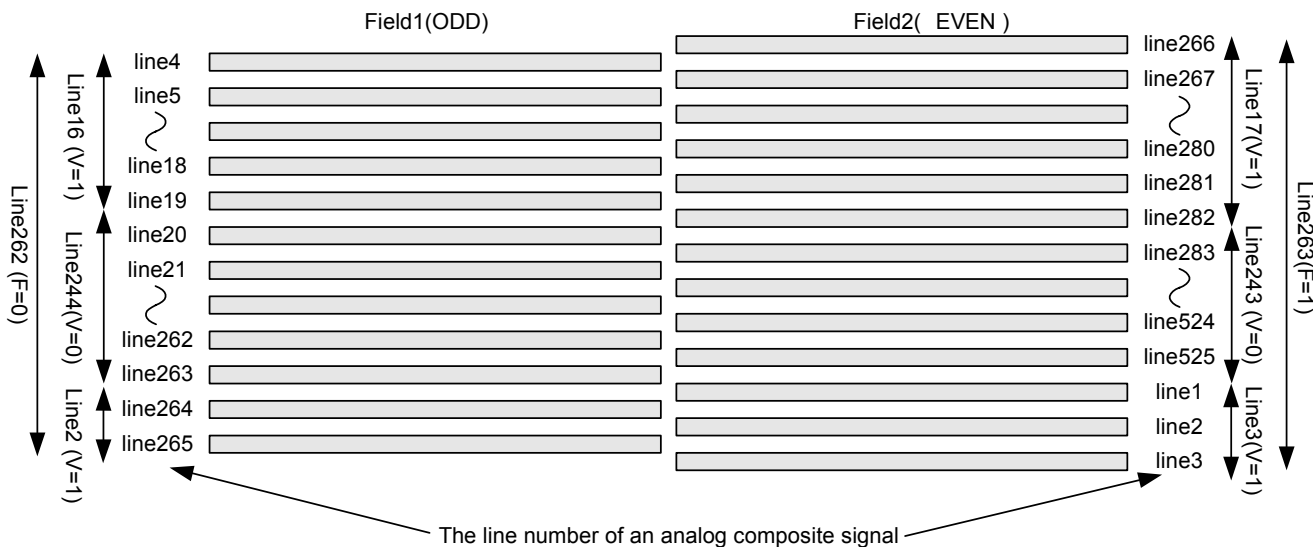 Field1(ODD)
Field2( EVEN )
line4
line5
line18
line19
line20
line21
line262
line263
line264
line265
Line16 (V=1)
Line244(V=0)
Line2 (V=1)
Line262 (F=0)
line266
line267
line280
line281
line282
line283
line524
line525
line1
line2
line3
Line17(V=1)
Line243 (V=0)
Line3(V=1)
Line263(F=1)
The line number of an analog composite signal